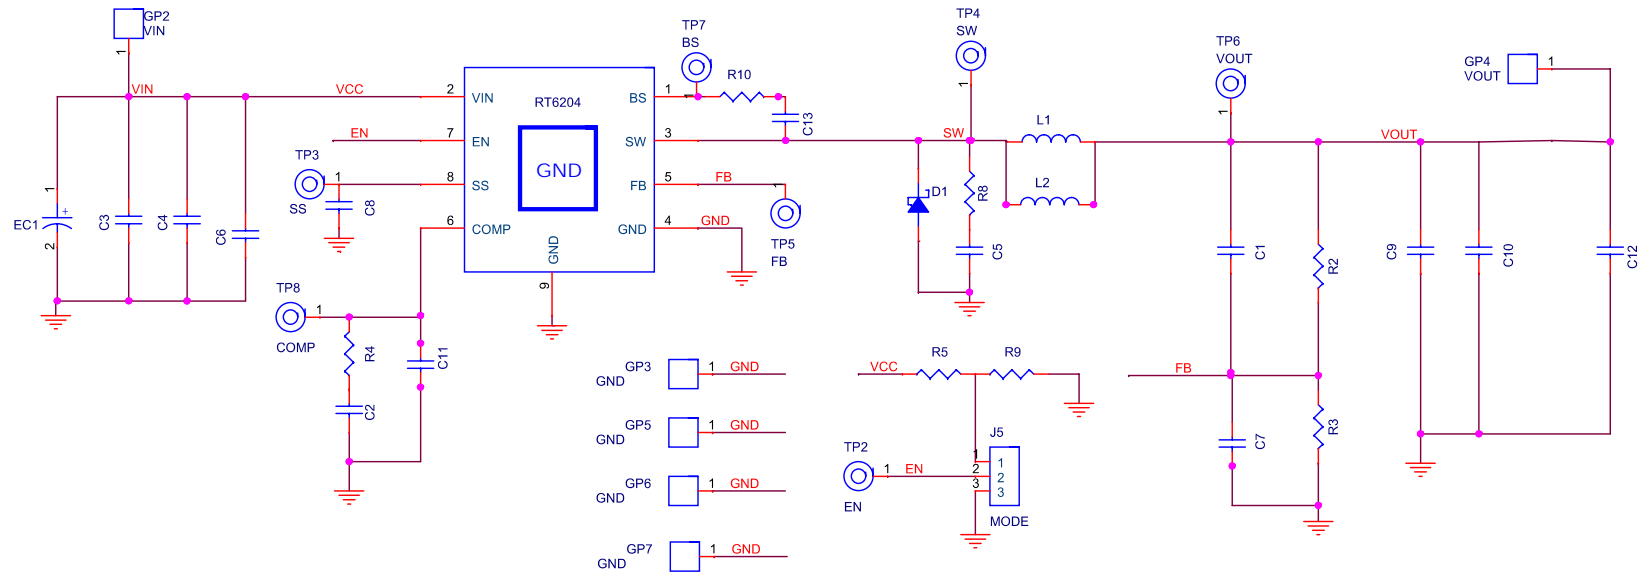 GP2
VIN
1
VIN
VCC
2
VIN
EN
7
EN
TP3
1
8
SS
SS
C8
6
COMP
1
EC1
+
2
C3
C4
C6
RT6204
GND
GND
9
BS
1
SW
3
FB
5
GND
4
TP7
BS
1
R10
C13
FB
1
TP5
FB
GND
TP4
SW
1
SW
D1
R8
C5
L1
L2
TP6
VOUT
1
VOUT
GP4
VOUT
1
C1
R2
C9
C10
C12
FB
C7
R3
TP8
1
COMP
R4
C11
C2
GP3
GND
1
GND
GP5
GND
1
GND
GP6
GND
1
GND
GP7
GND
1
GND
VCC
R5
R9
J5
TP2
1
EN
EN
1
2
3
1
2
3
MODE